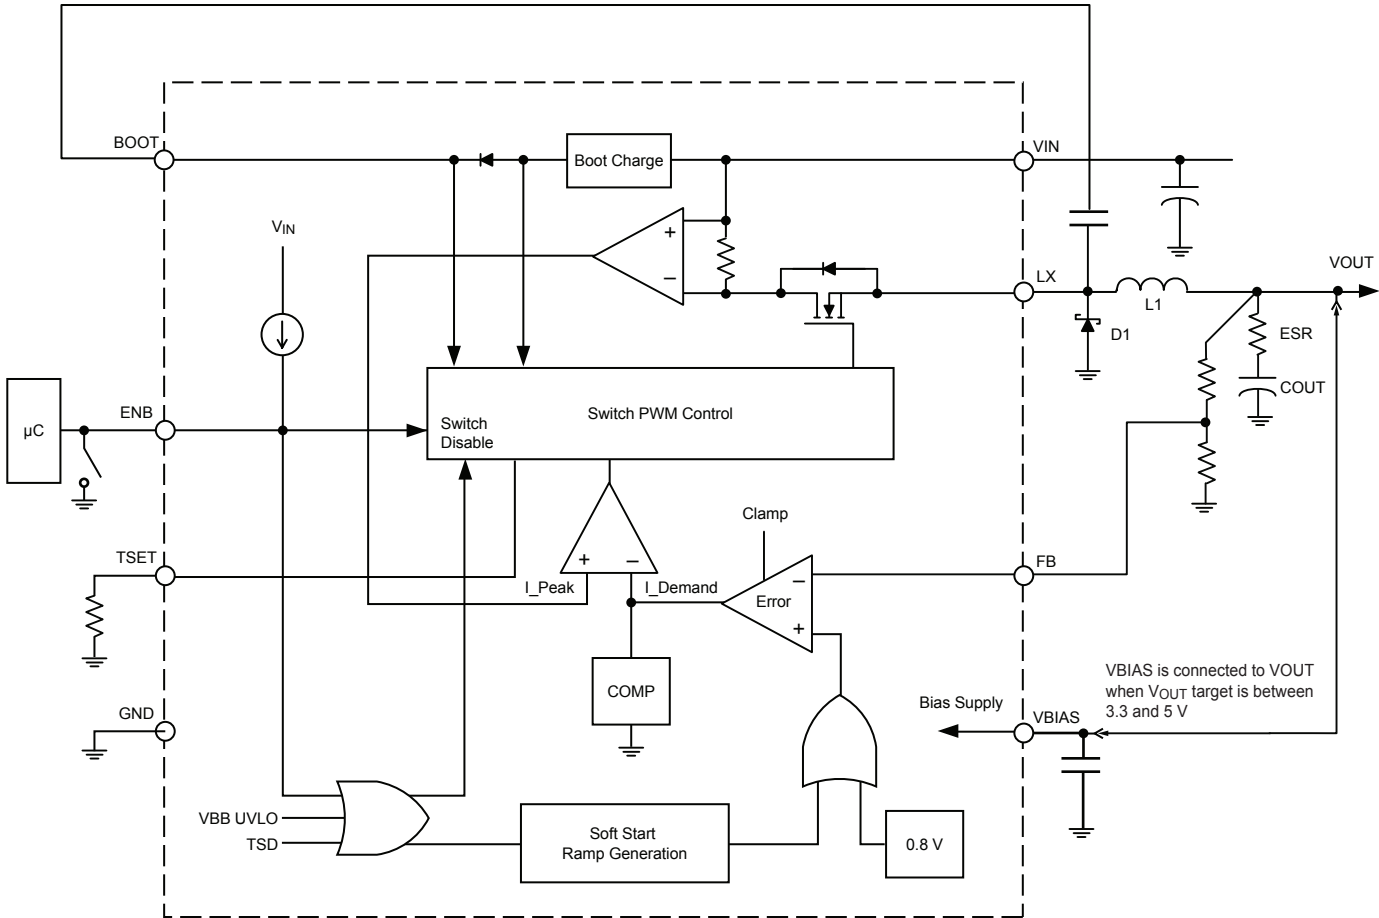 BOOT
Boot Charge
VIN
VIN
LX
VOUT
L1
D1
ESR
COUT
µC
ENB
Switch
Disable
Switch PWM Control
Clamp
TSET
+
−
+ −
I_Peak
I_Demand
−
Error
+
FB
COMP
GND
Bias Supply
VBIAS
VBIAS is connected to VOUT
when VOUT target is between
3.3 and 5 V
VBB UVLO
TSD
Soft Start
Ramp Generation
0.8 V